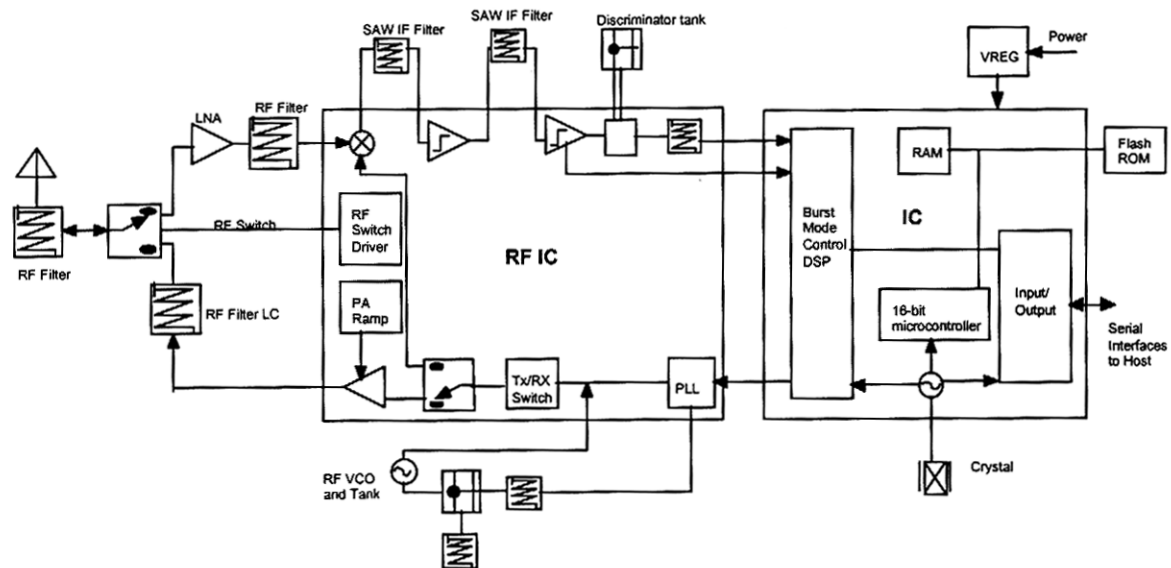 SAW IF Filter
SAW IF Filter
Discriminator tank
Power
VREG
LNA
RF Filter
RAM
Flash
ROM
RF
Switch
Driver
RF Switch
RF IC
Burst
Mode
Control
DSP
IC
RF Filter
RF Filter LC
PA
Ramp
16-bit
microcontroller
Input/
Output
Serial
Interfaces
to Host
Tx/RX
Switch
PLL
RF VCO
and Tank
Crystal